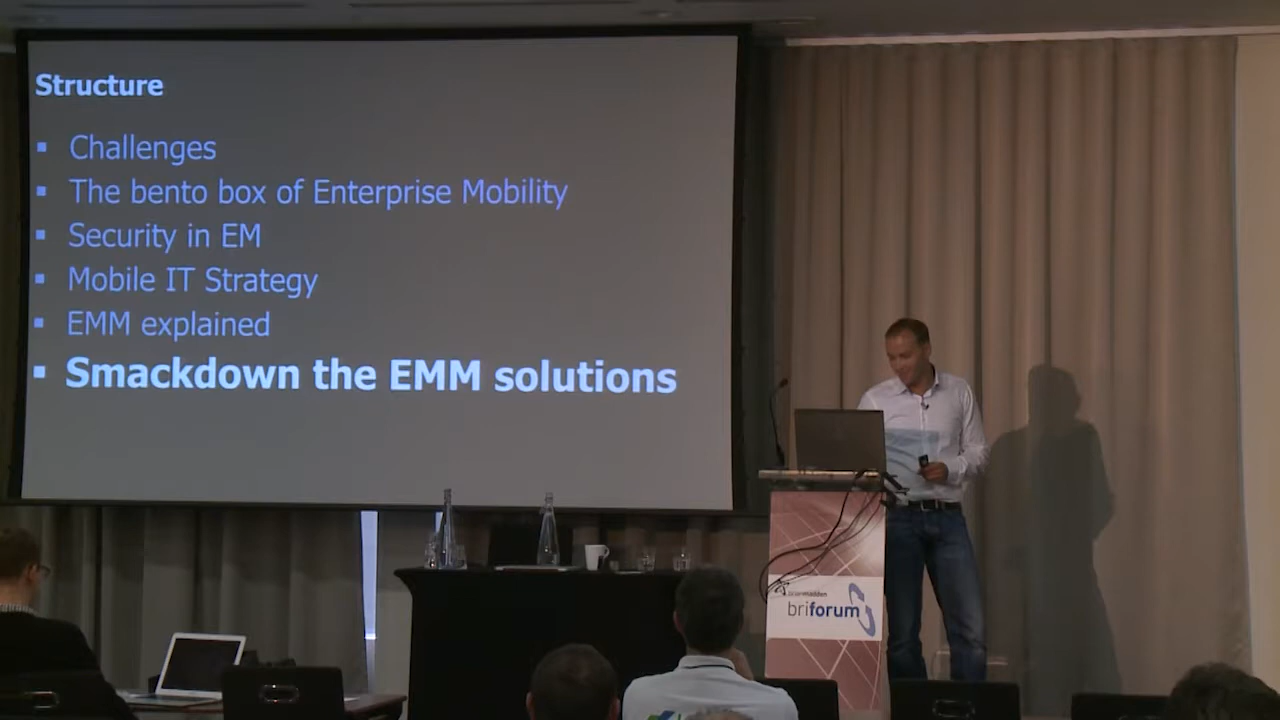 Structure
▪ Challenges
▪ The bento box of Enterprise Mobility
▪ Security in EM
▪ Mobile IT Strategy
▪ EMM explained
▪ Smackdown the EMM solutions
brianmadden
briforum